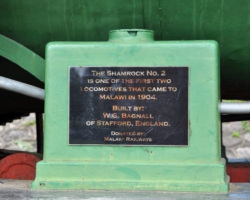 The Shamrock No. 2
is one of the first two
locomotives that came to
Malawi in 1904.
Built by:
W.G. Bagnall
of Stafford, England.
Donated by:
Malawi Railways